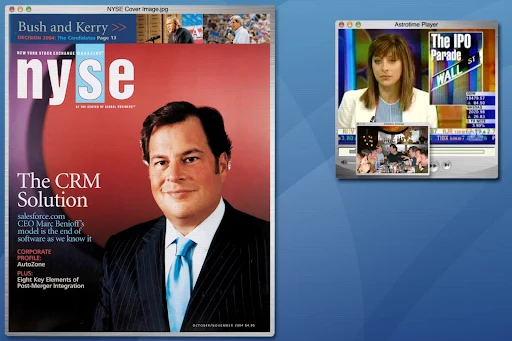 NYSE Cover Image.jpg
Bush and Kerry >>
DECISION 2004: The Candidates Page 13
NEW YORK STOCK EXCHANGE MAGAZINE
nyse
AT THE CENTER OF GLOBAL BUSINESS
The CRM
Solution
salesforce.com
CEO Marc Benioff's
model is the end of
software as we know it
CORPORATE
PROFILE:
AutoZone
PLUS:
Eight Key Elements of
Post-Merger Integration
OCTOBER/NOVEMBER 2004 $4.95
Astrotime Player
The IPO
Parade
WALL ST